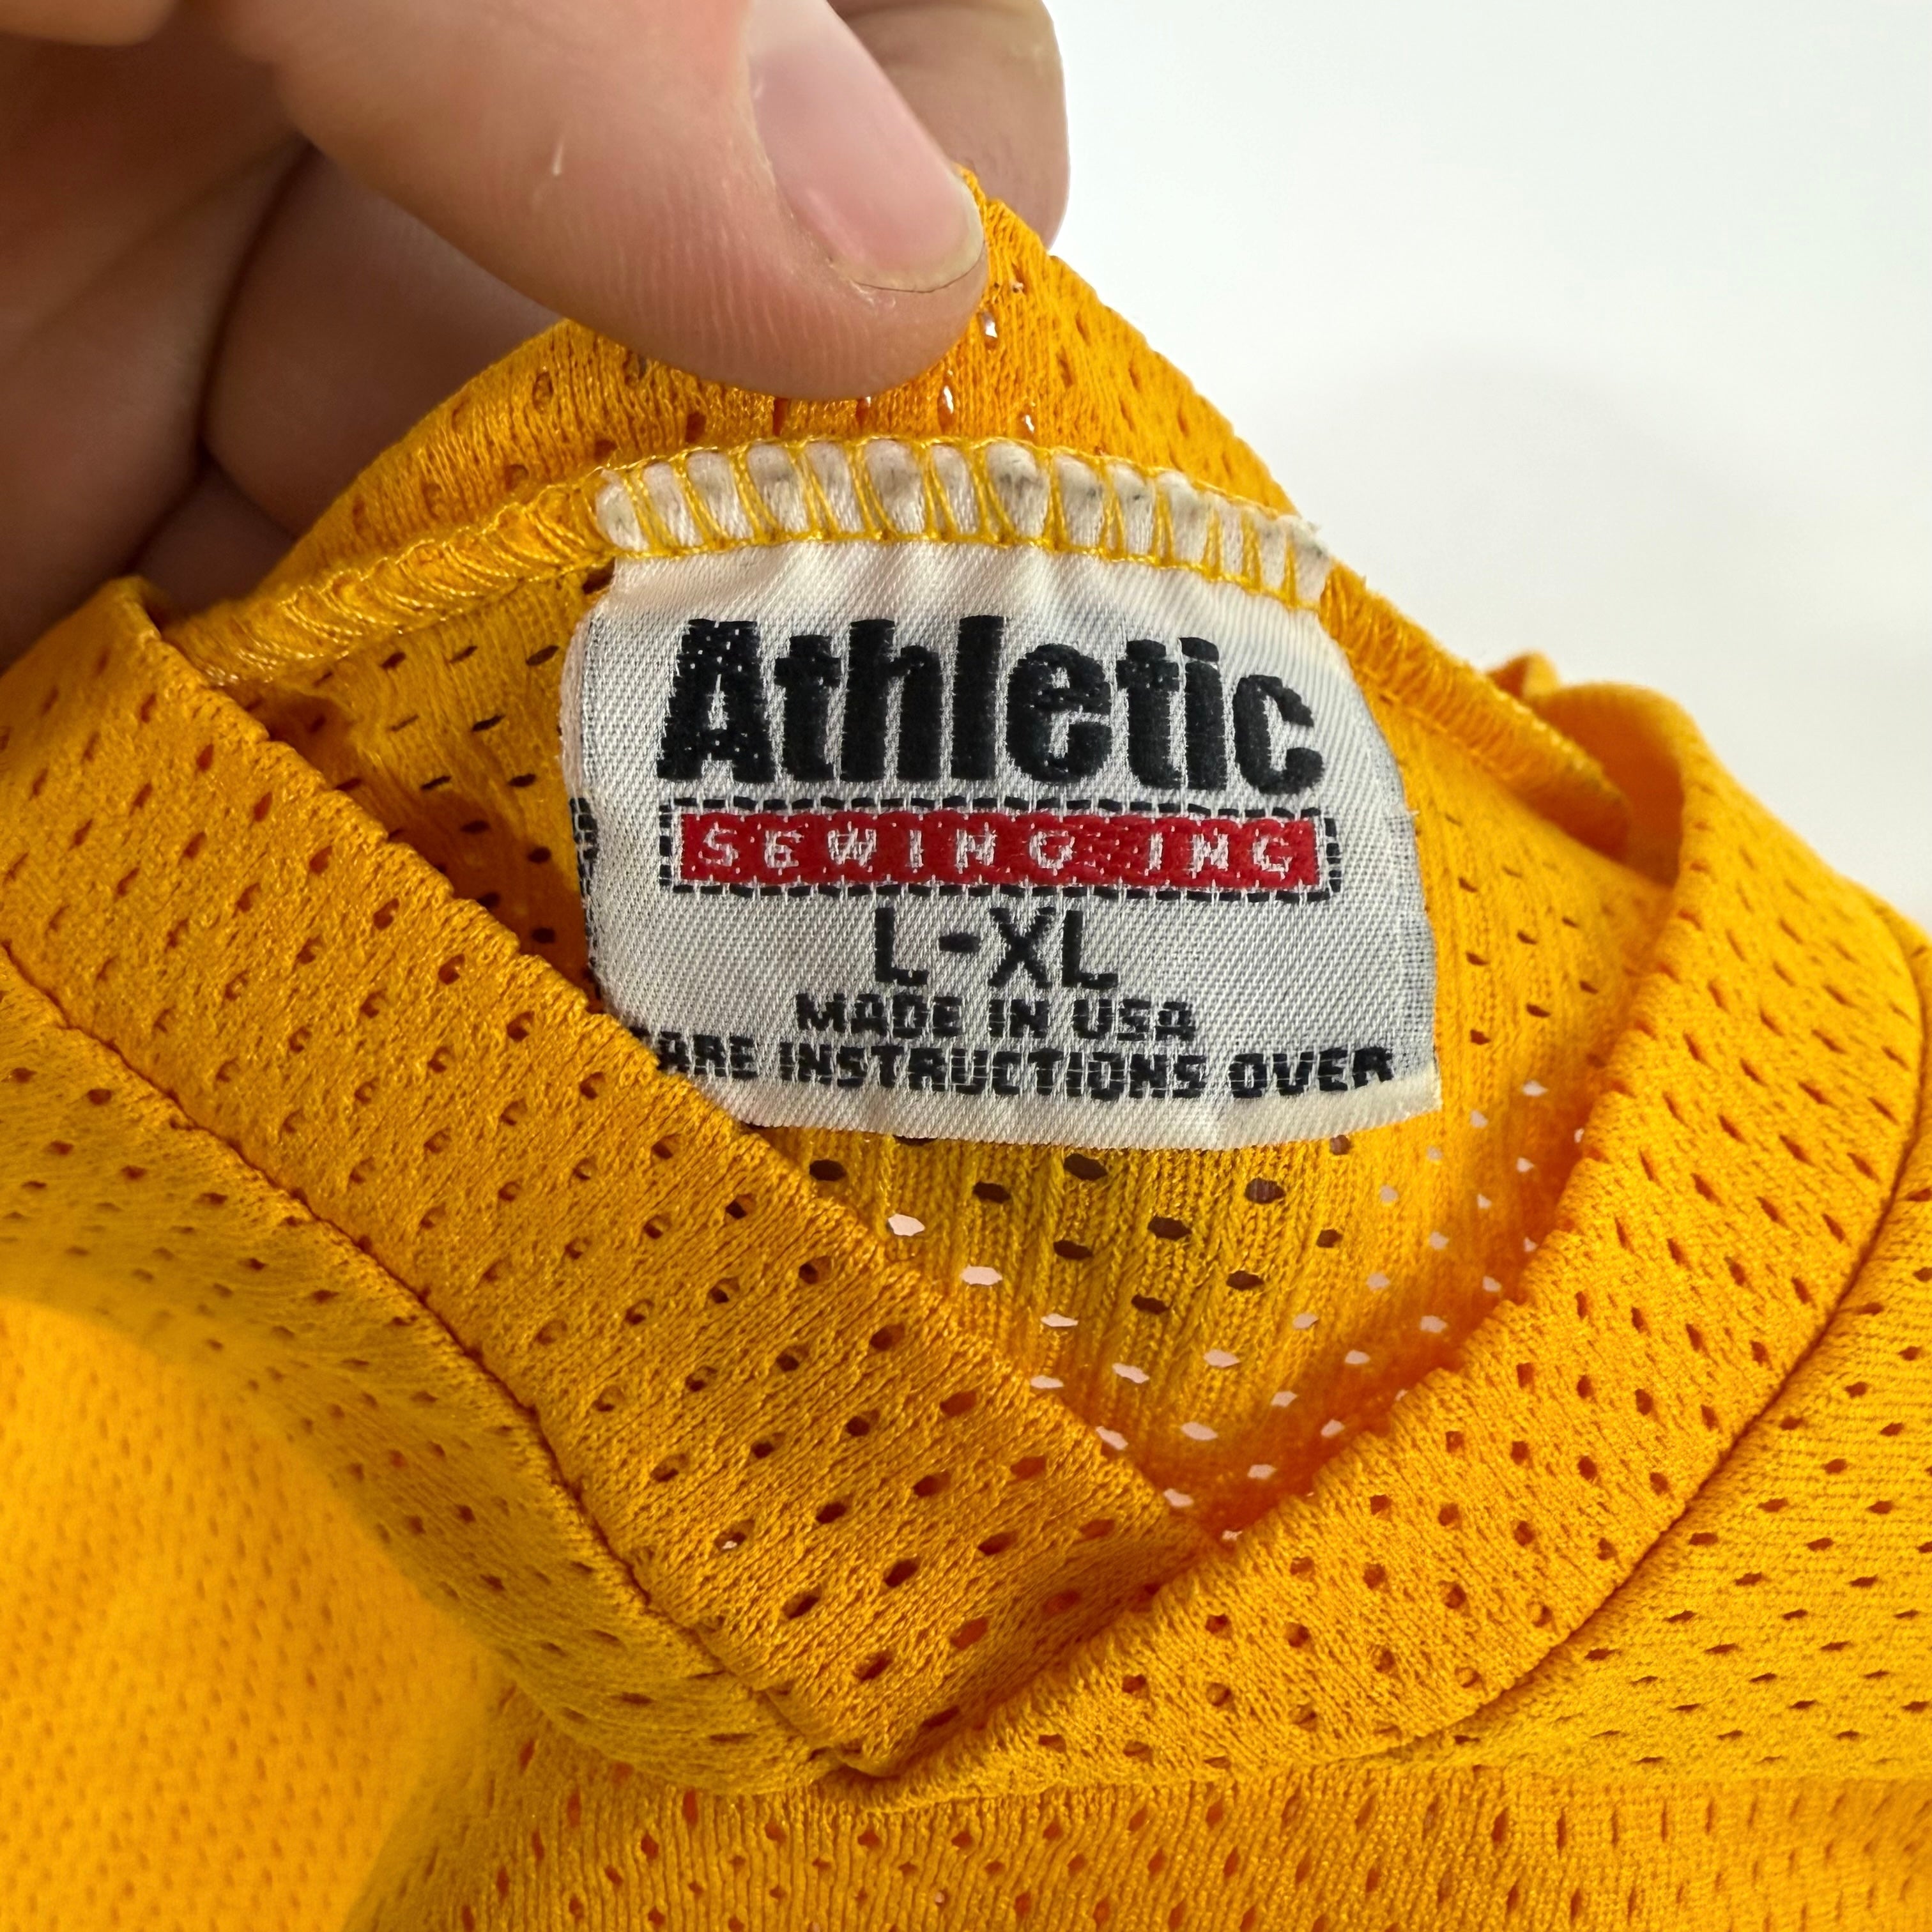 Athletic
SEWING INC
L-XL
MADE IN USA
ARE INSTRUCTIONS OVER